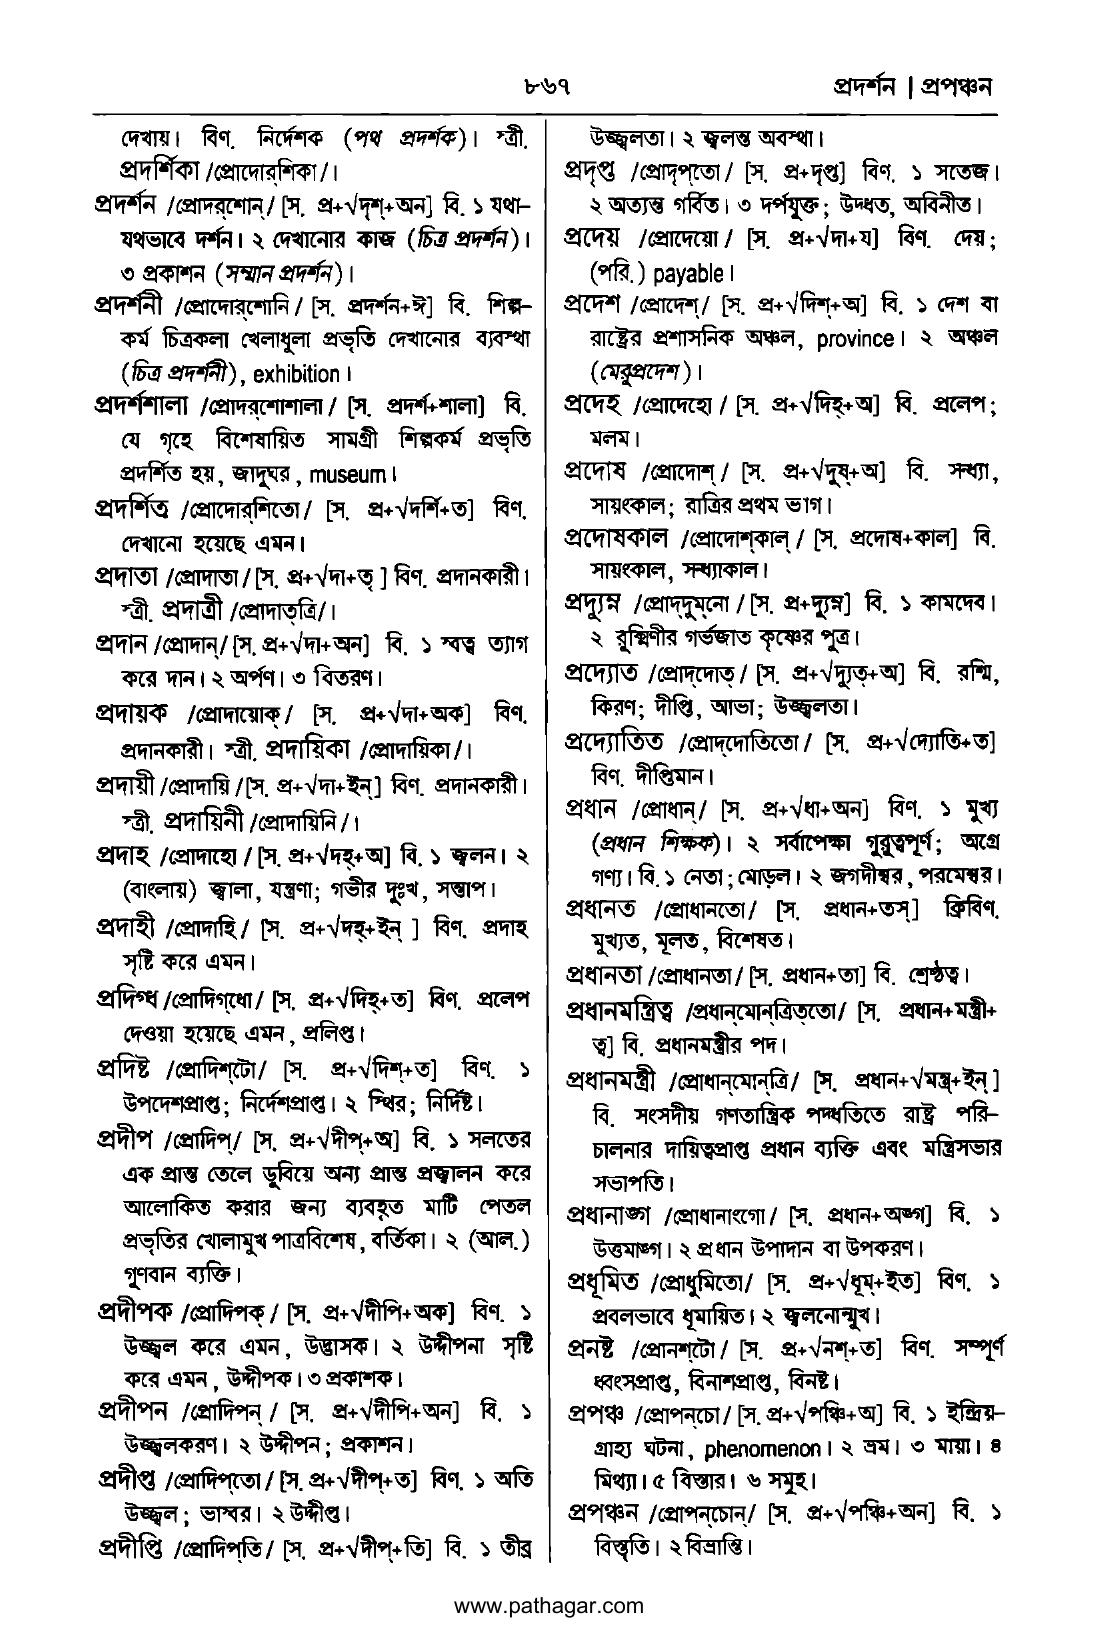 ৮৬৭
প্রদর্শন | প্রপঞ্চন
দেখায়। বিণ. নির্দেশক (পথ প্রদর্শক)। স্ত্রী.
প্রদর্শিকা /প্রোদোর্‌শিকা/।
প্রদর্শন /প্রোদর্‌শোন্‌/ [স. প্র+√দৃশ্‌+অন] বি. ১ যথা-
যথভাবে দর্শন। ২ দেখানোর কাজ (চিত্র প্রদর্শন)।
৩ প্রকাশন (সম্মান প্রদর্শন)।
প্রদর্শনী /প্রোদোর্‌শোনি/ [স. প্রদর্শন+ঈ] বি. শিল্প-
কর্ম চিত্রকলা খেলাধুলা প্রভৃতি দেখানোর ব্যবস্থা
(চিত্র প্রদর্শনী), exhibition।
প্রদর্শশালা /প্রোদর্‌শোশালা/ [স. প্রদর্শ+শালা] বি.
যে গৃহে বিশেষায়িত সামগ্রী শিল্পকর্ম প্রভৃতি
প্রদর্শিত হয়, জাদুঘর, museum।
প্রদর্শিত /প্রোদোর্‌শিতো/ [স. প্র+√দর্শি+ত] বিণ.
দেখানো হয়েছে এমন।
প্রদাতা /প্রোদাতা/ [স. প্র+√দা+তৃ ] বিণ. প্রদানকারী।
স্ত্রী. প্রদাত্রী /প্রোদাত্‌ত্রি/।
প্রদান /প্রোদান্‌/ [স. প্র+√দা+অন] বি. ১ স্বত্ব ত্যাগ
করে দান। ২ অর্পণ। ৩ বিতরণ।
প্রদায়ক /প্রোদায়োক্‌/ [স. প্র+√দা+অক] বিণ.
প্রদানকারী। স্ত্রী. প্রদায়িকা /প্রোদায়িকা/।
প্রদায়ী /প্রোদায়ি/ [স. প্র+√দা+ইন্‌] বিণ. প্রদানকারী।
স্ত্রী. প্রদায়িনী /প্রোদায়িনি/।
প্রদাহ /প্রোদাহো/ [স. প্র+√দহ্‌+অ] বি. ১ জ্বলন। ২
(বাংলায়) জ্বালা, যন্ত্রণা; গভীর দুঃখ, সন্তাপ।
প্রদাহী /প্রোদাহি/ [স. প্র+√দহ্‌+ইন্‌ ] বিণ. প্রদাহ
সৃষ্টি করে এমন।
প্রদিগ্ধ /প্রোদিগ্‌ধো/ [স. প্র+√দিহ্‌+ত] বিণ. প্রলেপ
দেওয়া হয়েছে এমন, প্রলিপ্ত।
প্রদিষ্ট /প্রোদিশ্‌টো/ [স. প্র+√দিশ্‌+ত] বিণ. ১
উপদেশপ্রাপ্ত; নির্দেশপ্রাপ্ত। ২ স্থির; নির্দিষ্ট।
প্রদীপ /প্রোদিপ্‌/ [স. প্র+√দীপ্‌+অ] বি. ১ সলতের
এক প্রান্ত তেলে ডুবিয়ে অন্য প্রান্ত প্রজ্বালন করে
আলোকিত করার জন্য ব্যবহৃত মাটি পেতল
প্রভৃতির খোলামুখ পাত্রবিশেষ, বর্তিকা। ২ (আল.)
গুণবান ব্যক্তি।
প্রদীপক /প্রোদিপক্‌/ [স. প্র+√দীপি+অক] বিণ. ১
উজ্জ্বল করে এমন, উদ্ভাসক। ২ উদ্দীপনা সৃষ্টি
করে এমন, উদ্দীপক। ৩ প্রকাশক।
প্রদীপন /প্রোদিপন্‌/ [স. প্র+√দীপি+অন] বি. ১
উজ্জ্বলকরণ। ২ উদ্দীপন; প্রকাশন।
প্রদীপ্ত /প্রোদিপ্‌তো/ [স. প্র+√দীপ্‌+ত] বিণ. ১ অতি
উজ্জ্বল; ভাস্বর। ২ উদ্দীপ্ত।
প্রদীপ্তি /প্রোদিপ্‌তি/ [স. প্র+√দীপ্‌+তি] বি. ১ তীব্র
উজ্জ্বলতা। ২ জ্বলন্ত অবস্থা।
প্রদৃপ্ত /প্রোদৃপ্‌তো/ [স. প্র+দৃপ্ত] বিণ. ১ সতেজ।
২ অত্যন্ত গর্বিত। ৩ দর্পযুক্ত; উদ্ধত, অবিনীত।
প্রদেয় /প্রোদেয়ো/ [স. প্র+√দা+য] বিণ. দেয়;
(পরি.) payable।
প্রদেশ /প্রোদেশ্‌/ [স. প্র+√দিশ্‌+অ] বি. ১ দেশ বা
রাষ্ট্রের প্রশাসনিক অঞ্চল, province। ২ অঞ্চল
(মেরুপ্রদেশ)।
প্রদেহ /প্রোদেহো/ [স. প্র+√দিহ্‌+অ] বি. প্রলেপ;
মলম।
প্রদোষ /প্রোদোশ্‌/ [স. প্র+√দুষ্‌+অ] বি. সন্ধ্যা,
সায়ংকাল; রাত্রির প্রথম ভাগ।
প্রদোষকাল /প্রোদোশ্‌কাল্‌/ [স. প্রদোষ+কাল] বি.
সায়ংকাল, সন্ধ্যাকাল।
প্রদ্যুম্ন /প্রোদ্‌দুম্‌নো/ [স. প্র+দ্যুম্ন] বি. ১ কামদেব।
২ রুক্মিণীর গর্ভজাত কৃষ্ণের পুত্র।
প্রদ্যোত /প্রোদ্‌দোত্‌/ [স. প্র+√দ্যুত্‌+অ] বি. রশ্মি,
কিরণ; দীপ্তি, আভা; উজ্জ্বলতা।
প্রদ্যোতিত /প্রোদ্‌দোতিতো/ [স. প্র+√দ্যোতি+ত]
বিণ. দীপ্তিমান।
প্রধান /প্রোধান্‌/ [স. প্র+√ধা+অন] বিণ. ১ মুখ্য
(প্রধান শিক্ষক)। ২ সর্বাপেক্ষা গুরুত্বপূর্ণ; অগ্রে
গণ্য। বি. ১ নেতা; মোড়ল। ২ জগদীশ্বর, পরমেশ্বর।
প্রধানত /প্রোধানতো/ [স. প্রধান+তস্‌] ক্রিবিণ.
মুখ্যত, মূলত, বিশেষত।
প্রধানতা /প্রোধানতা/ [স. প্রধান+তা] বি. শ্রেষ্ঠত্ব।
প্রধানমন্ত্রিত্ব /প্রধান্‌মোন্‌ত্রিত্‌তো/ [স. প্রধান+মন্ত্রী+
ত্ব] বি. প্রধানমন্ত্রীর পদ।
প্রধানমন্ত্রী /প্রোধান্‌মোন্‌ত্রি/ [স. প্রধান+√মন্ত্র্‌+ইন্‌]
বি. সংসদীয় গণতান্ত্রিক পদ্ধতিতে রাষ্ট্র পরি-
চালনার দায়িত্বপ্রাপ্ত প্রধান ব্যক্তি এবং মন্ত্রিসভার
সভাপতি।
প্রধানাঙ্গ /প্রোধানাংগো/ [স. প্রধান+অঙ্গ] বি. ১
উত্তমাঙ্গ। ২ প্রধান উপাদান বা উপকরণ।
প্রধূমিত /প্রোধুমিতো/ [স. প্র+√ধূম্‌+ইত] বিণ. ১
প্রবলভাবে ধূমায়িত। ২ জ্বলনোন্মুখ।
প্রনষ্ট /প্রোনশ্‌টো/ [স. প্র+√নশ্‌+ত] বিণ. সম্পূর্ণ
ধ্বংসপ্রাপ্ত, বিনাশপ্রাপ্ত, বিনষ্ট।
প্রপঞ্চ /প্রোপন্‌চো/ [স. প্র+√পঞ্চি+অ] বি. ১ ইন্দ্রিয়-
গ্রাহ্য ঘটনা, phenomenon। ২ ভ্রম। ৩ মায়া। ৪
মিথ্যা। ৫ বিস্তার। ৬ সমূহ।
প্রপঞ্চন /প্রোপন্‌চোন্‌/ [স. প্র+√পঞ্চি+অন] বি. ১
বিস্তৃতি। ২ বিভ্রান্তি।
www.pathagar.com